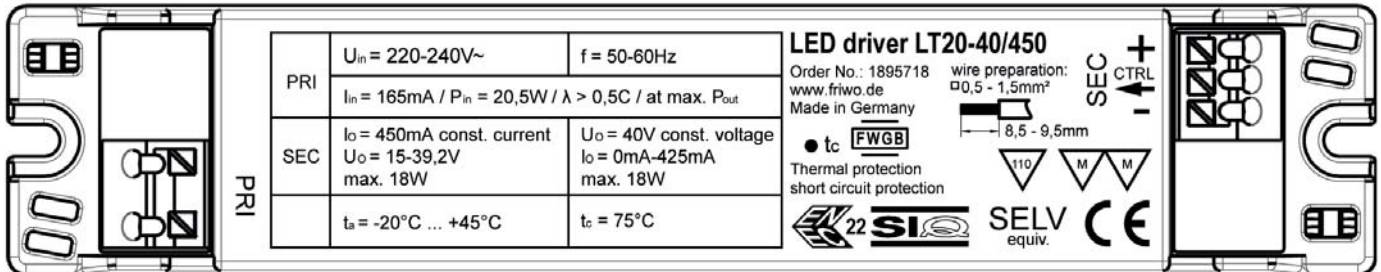 PRI
PRI
Uin = 220-240V~
f = 50-60Hz
Iin = 165mA / Pin = 20,5W / λ > 0,5C / at max. Pout
SEC
Io = 450mA const. current
Uo = 15-39,2V
max. 18W
Uo = 40V const. voltage
Io = 0mA-425mA
max. 18W
ta = -20°C ... +45°C
tc = 75°C
LED driver LT20-40/450
Order No.: 1895718
www.friwo.de
Made in Germany
wire preparation:
0,5 - 1,5mm²
8,5 - 9,5mm
tc
FWGB
Thermal protection
short circuit protection
110
M
M
ENEC 22
SIQ
SELV
equiv.
CE
SEC
+
CTRL
-